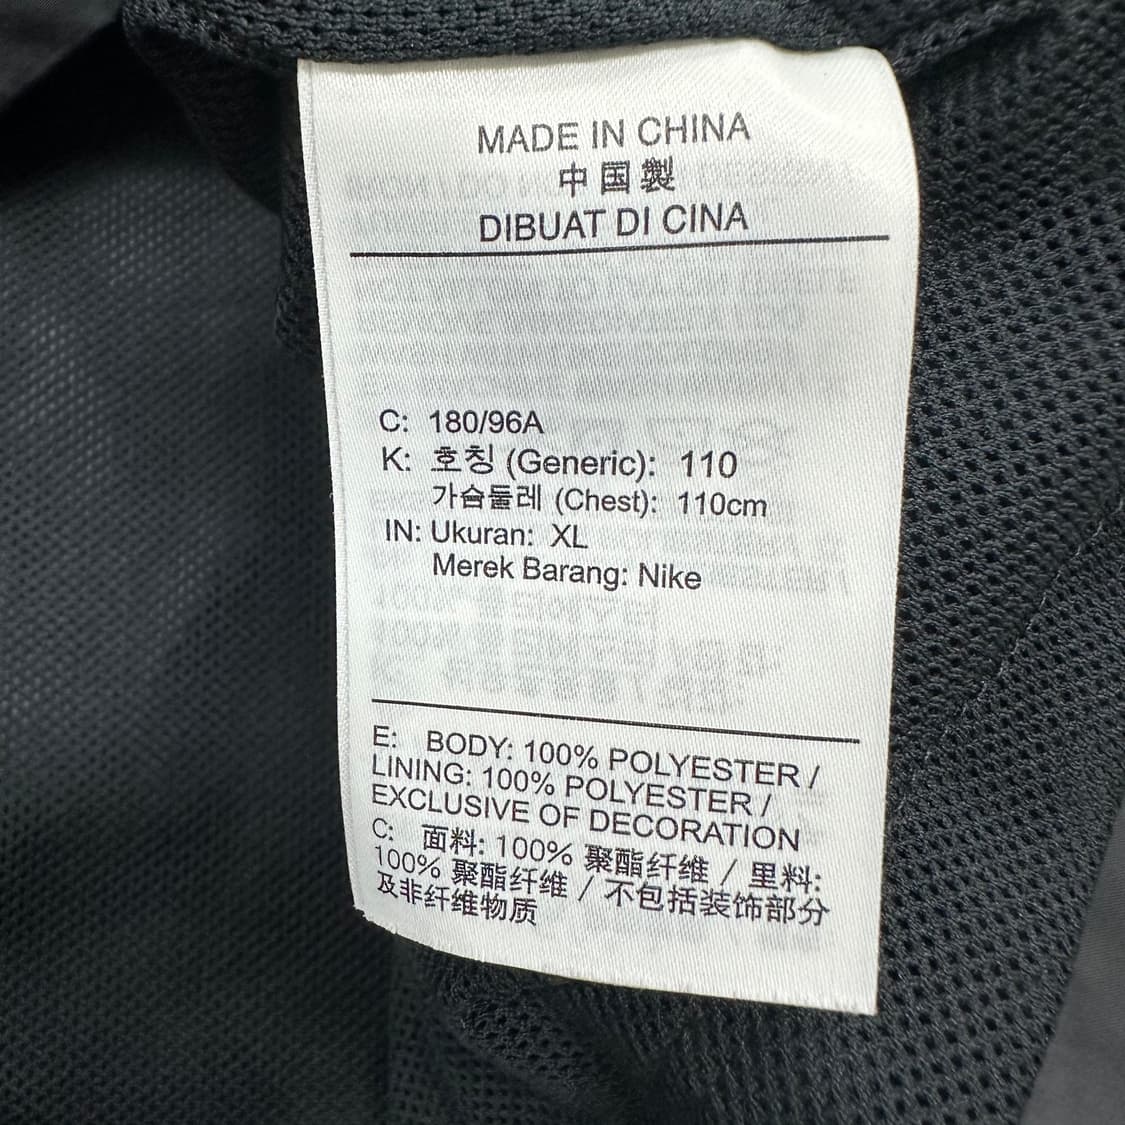 MADE IN CHINA
中国製
DIBUAT DI CINA
C: 180/96A
K: 호칭 (Generic): 110
가슴둘레 (Chest): 110cm
IN: Ukuran: XL
Merek Barang: Nike
E: BODY: 100% POLYESTER /
LINING: 100% POLYESTER /
EXCLUSIVE OF DECORATION
C: 面料: 100% 聚酯纤维 / 里料:
100% 聚酯纤维 / 不包括装饰部分
及非纤维物质